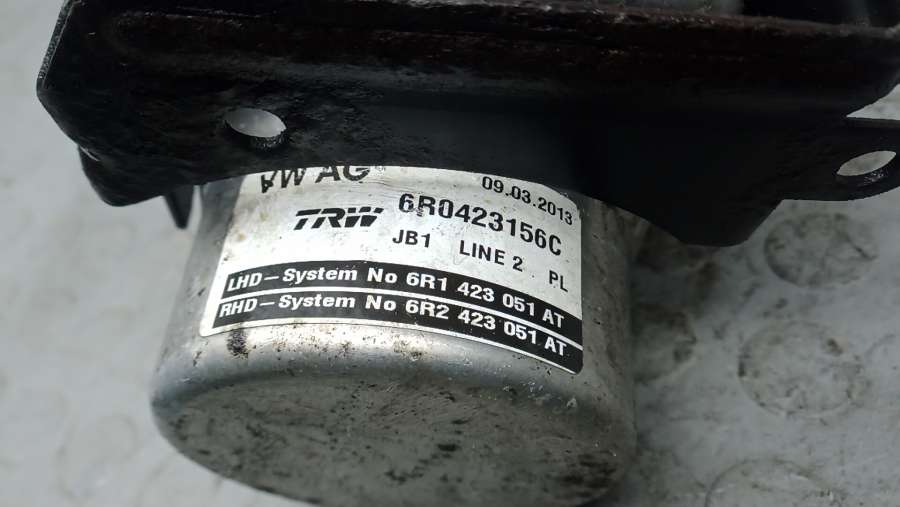 VW AG
09.03.2013
TRW 6R0423156C
JB1 LINE 2 PL
LHD-System No 6R1 423 051 AT
RHD-System No 6R2 423 051 AT